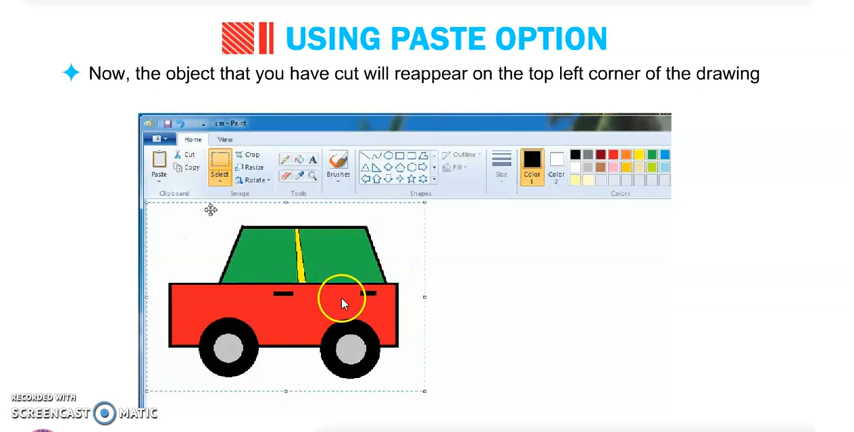 USING PASTE OPTION
Now, the object that you have cut will reappear on the top left corner of the drawing
car - Paint
Home View
Paste
Cut
Copy
Clipboard
Select
Crop
Resize
Rotate
Image
A
Tools
Brushes
Outline
Fill
Shapes
Size
Color 1
Color 2
Colors
RECORDED WITH
SCREENCAST MATIC